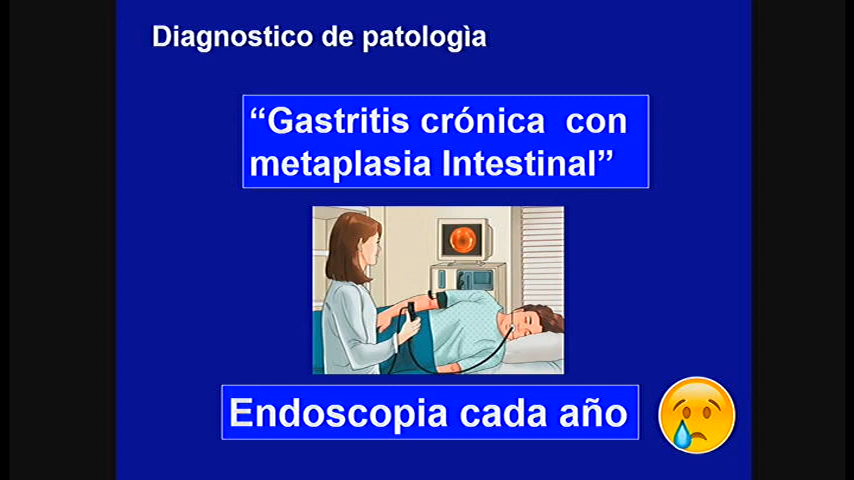 Diagnostico de patologìa
“Gastritis crónica con
metaplasia Intestinal”
Endoscopia cada año